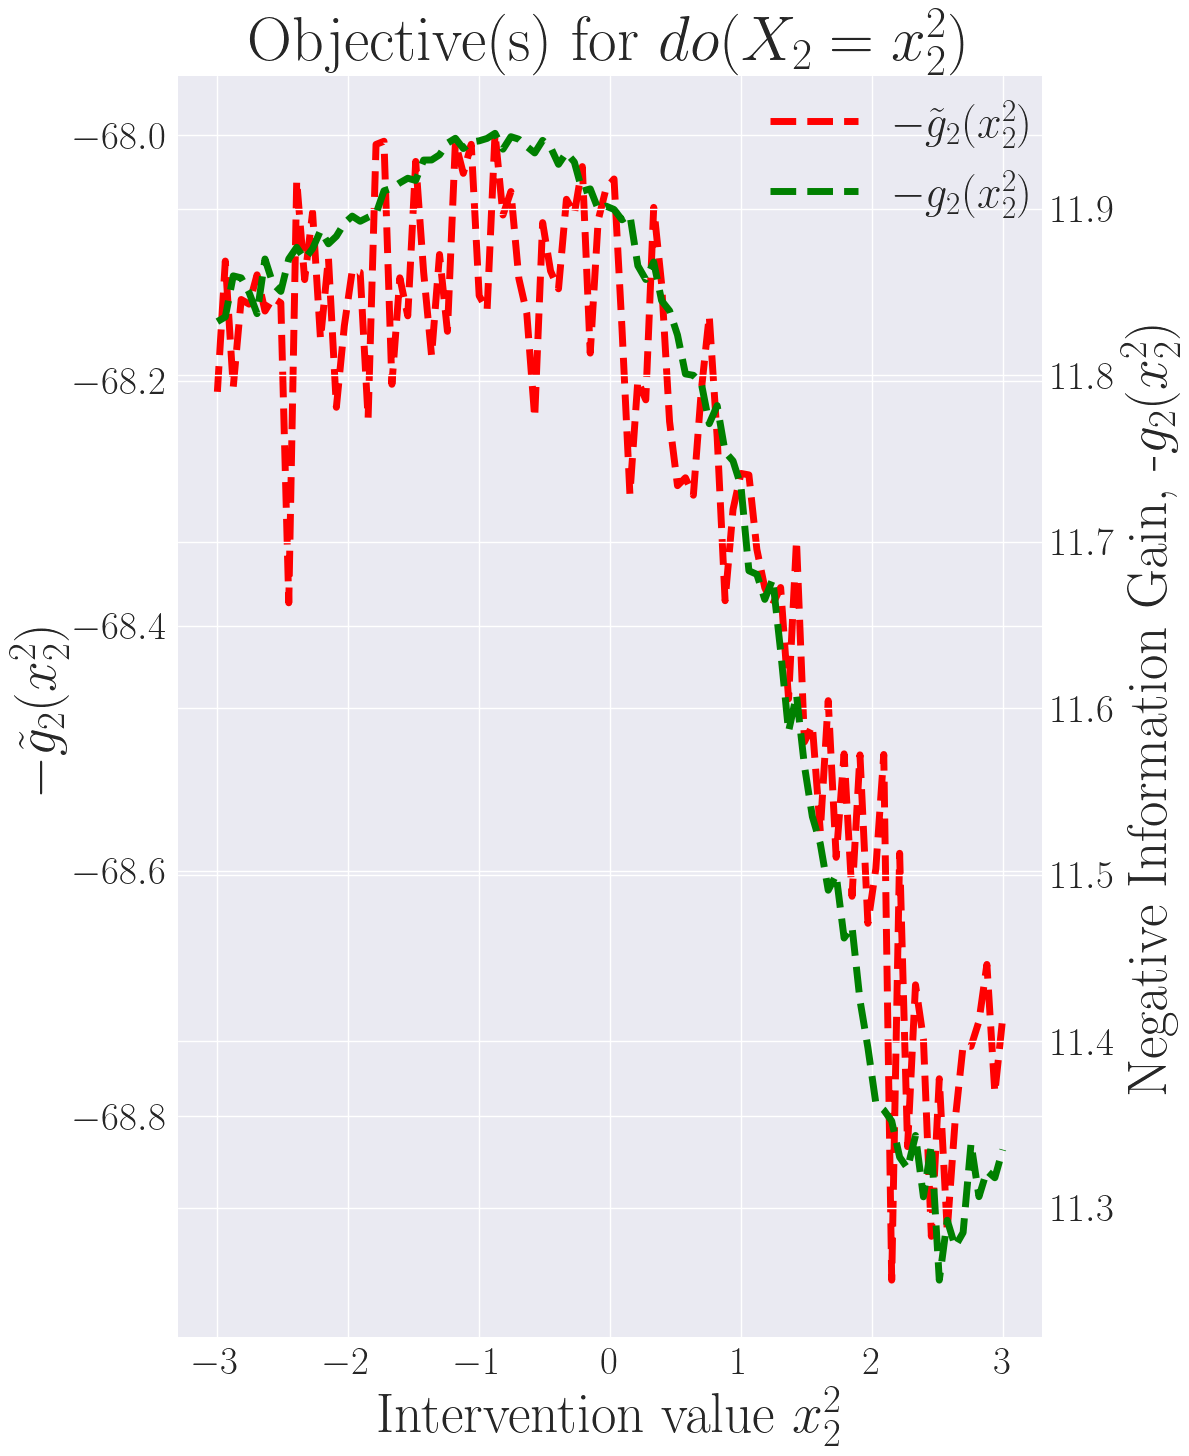 Objective(s) for do(X₂ = x₂²)
−g̃₂(x₂²)
−g₂(x₂²)
−g̃₂(x₂²)
−68.0
−68.2
−68.4
−68.6
−68.8
11.9
11.8
11.7
11.6
11.5
11.4
11.3
Negative Information Gain, -g₂(x₂²)
−3 −2 −1 0 1 2 3
Intervention value x₂²